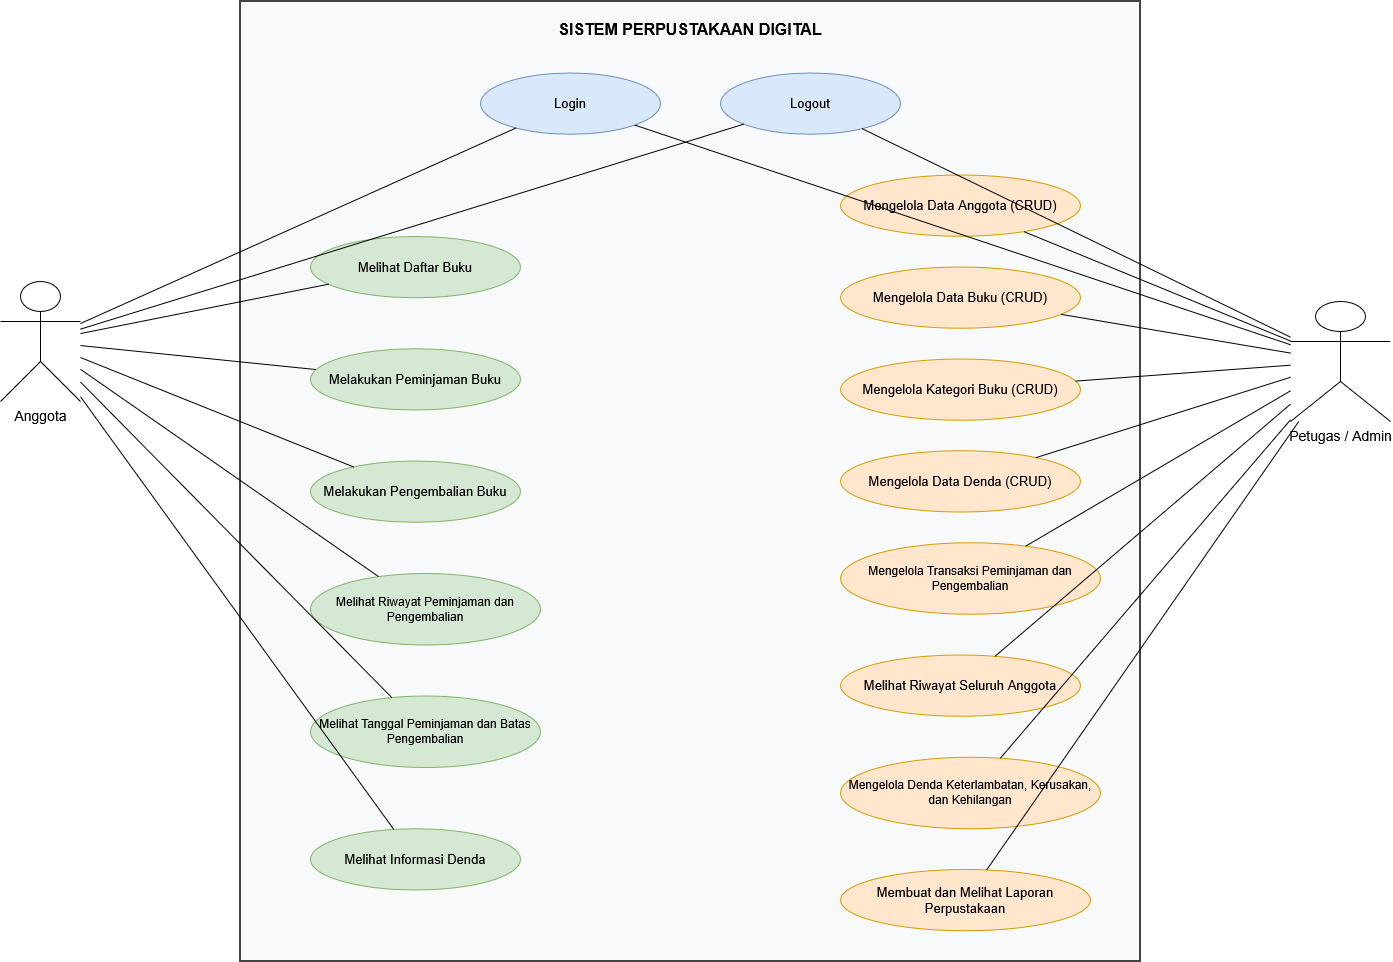 SISTEM PERPUSTAKAAN DIGITAL
Login
Logout
Mengelola Data Anggota (CRUD)
Melihat Daftar Buku
Mengelola Data Buku (CRUD)
Melakukan Peminjaman Buku
Mengelola Kategori Buku (CRUD)
Anggota
Petugas / Admin
Melakukan Pengembalian Buku
Mengelola Data Denda (CRUD)
Melihat Riwayat Peminjaman dan
Pengembalian
Mengelola Transaksi Peminjaman dan
Pengembalian
Melihat Riwayat Seluruh Anggota
Melihat Tanggal Peminjaman dan Batas
Pengembalian
Mengelola Denda Keterlambatan, Kerusakan,
dan Kehilangan
Melihat Informasi Denda
Membuat dan Melihat Laporan
Perpustakaan